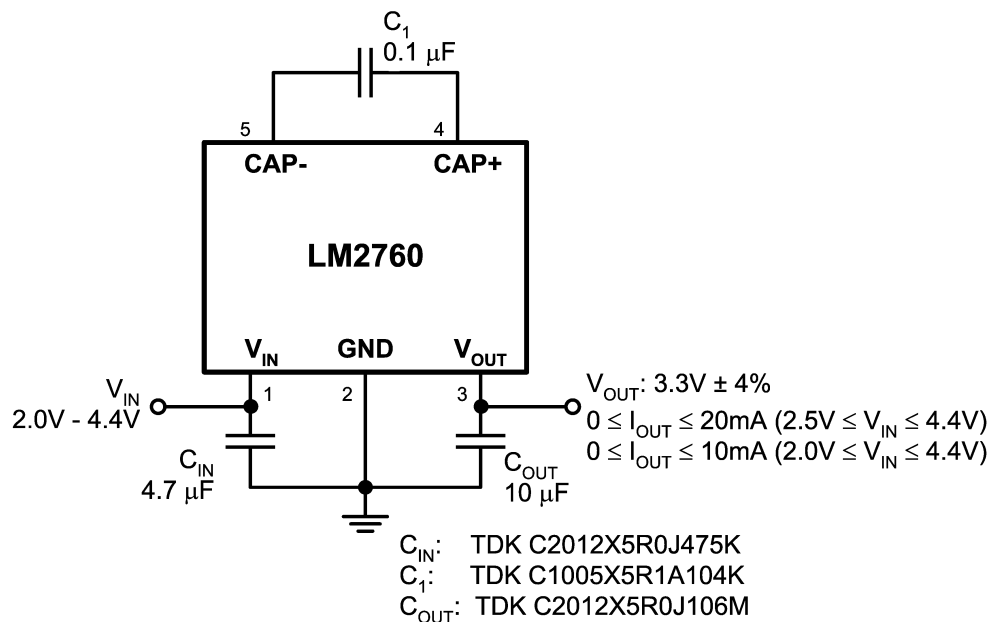 C1
0.1 μF
5
4
CAP-
CAP+
LM2760
VIN
GND
VOUT
1
2
3
VIN
2.0V - 4.4V
VOUT: 3.3V ± 4%
0 ≤ IOUT ≤ 20mA (2.5V ≤ VIN ≤ 4.4V)
0 ≤ IOUT ≤ 10mA (2.0V ≤ VIN ≤ 4.4V)
CIN
4.7 μF
COUT
10 μF
CIN: TDK C2012X5R0J475K
C1: TDK C1005X5R1A104K
COUT: TDK C2012X5R0J106M